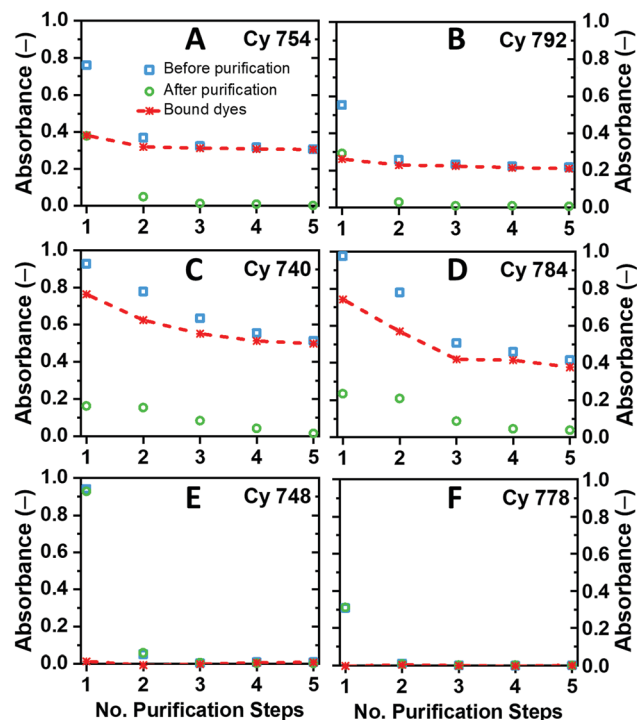 A Cy 754
Before purification
After purification
Bound dyes
Absorbance (–)
1.0
0.8
0.6
0.4
0.2
0.0
1 2 3 4 5
B Cy 792
Absorbance (–)
1.0
0.8
0.6
0.4
0.2
0.0
1 2 3 4 5
C Cy 740
Absorbance (–)
1.0
0.8
0.6
0.4
0.2
0.0
1 2 3 4 5
D Cy 784
Absorbance (–)
1.0
0.8
0.6
0.4
0.2
0.0
1 2 3 4 5
E Cy 748
Absorbance (–)
1.0
0.8
0.6
0.4
0.2
0.0
1 2 3 4 5
No. Purification Steps
F Cy 778
Absorbance (–)
1.0
0.8
0.6
0.4
0.2
0.0
1 2 3 4 5
No. Purification Steps